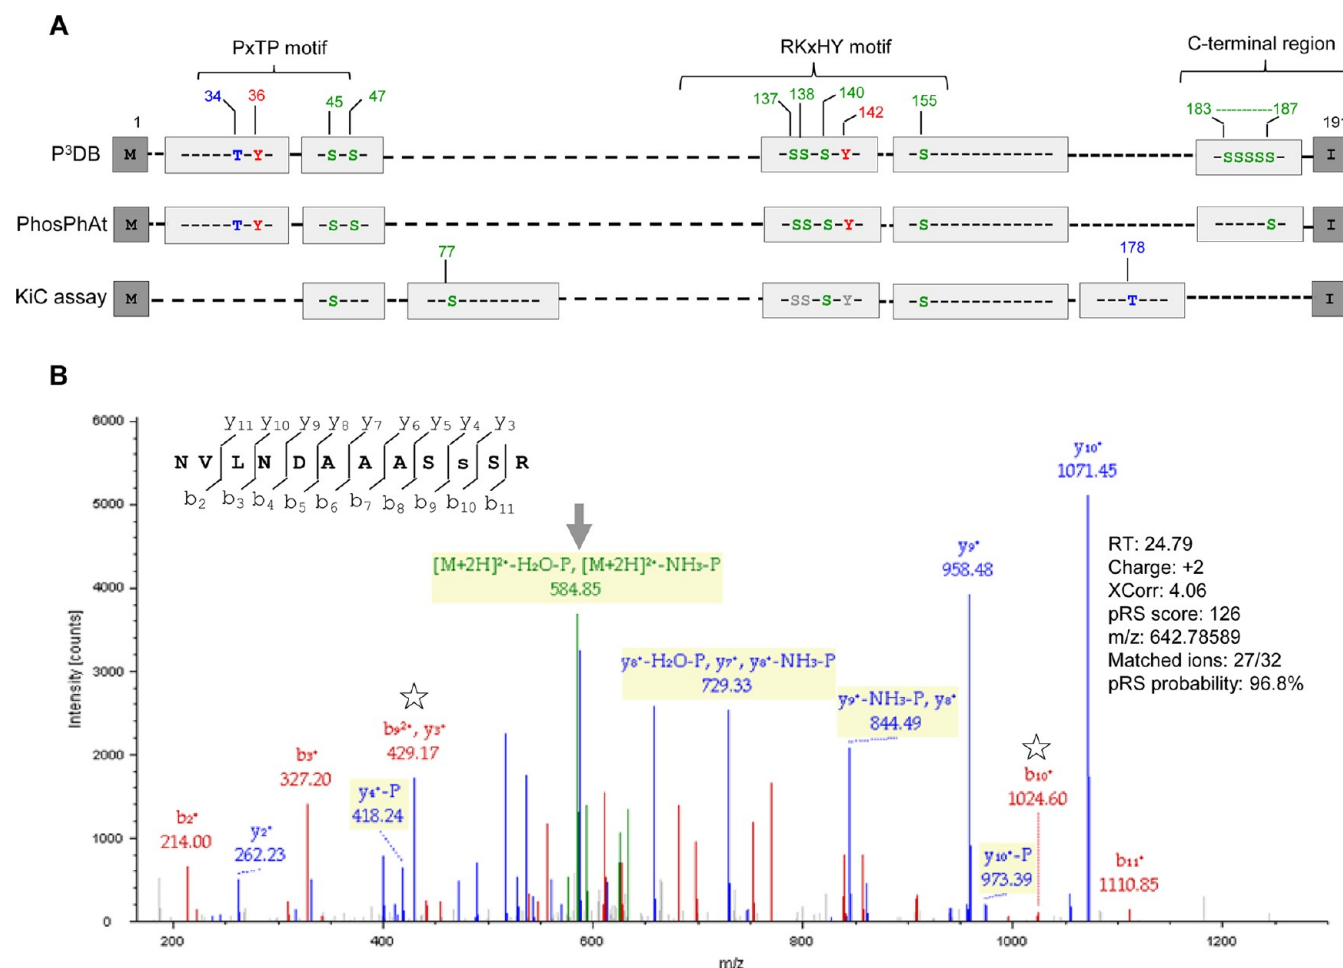 A
PxTP motif
RKxHY motif
C-terminal region
34 36 45 47
137 138 140 142 155
183 ------------ 187
1
191
P³DB M -----T-Y- -S-S- -SS-S-Y- -S------------ -SSSSS- I
PhosPhAt M -----T-Y- -S-S- -SS-S-Y- -S------------ -----S- I
77
178
KiC assay M -S---- --S--------- -SS-S-Y- -S------------ ---T---- I
B
y₁₁ y₁₀ y₉ y₈ y₇ y₆ y₅ y₄ y₃
N V L N D A A A S s S R
b₂ b₃ b₄ b₅ b₆ b₇ b₈ b₉ b₁₀ b₁₁
Intensity [counts]
6000
5000
4000
3000
2000
1000
0
200 400 600 800 1000 1200
m/z
b₂⁺
214.00
y₂⁺
262.23
b₃⁺
327.20
y₄⁺-P
418.24
b₉²⁺, y₃⁺
429.17
[M+2H]²⁺-H₂O-P, [M+2H]²⁺-NH₃-P
584.85
y₈⁺-H₂O-P, y₇⁺, y₈⁺-NH₃-P
729.33
y₉⁺-NH₃-P, y₈⁺
844.49
y₉⁺
958.48
y₁₀⁺-P
973.39
b₁₀⁺
1024.60
y₁₀⁺
1071.45
b₁₁⁺
1110.85
RT: 24.79
Charge: +2
XCorr: 4.06
pRS score: 126
m/z: 642.78589
Matched ions: 27/32
pRS probability: 96.8%